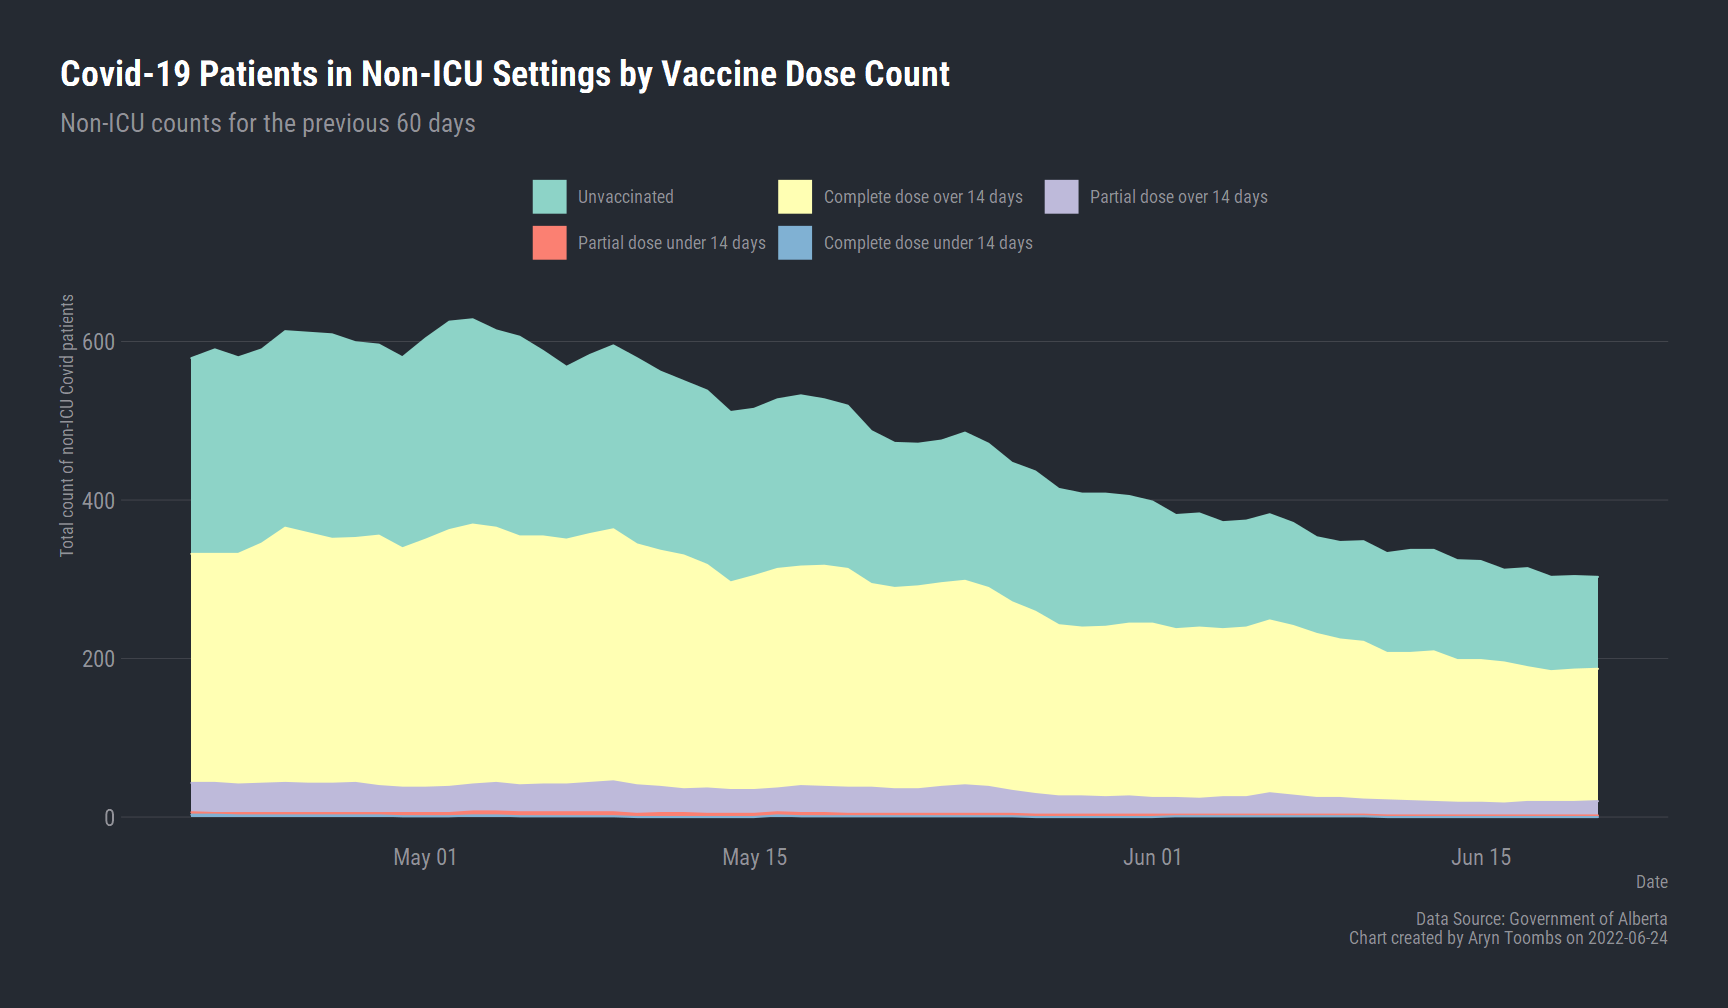 Covid-19 Patients in Non-ICU Settings by Vaccine Dose Count
Non-ICU counts for the previous 60 days
Unvaccinated
Complete dose over 14 days
Partial dose over 14 days
Partial dose under 14 days
Complete dose under 14 days
Total count of non-ICU Covid patients
600
400
200
0
May 01
May 15
Jun 01
Jun 15
Date
Data Source: Government of Alberta
Chart created by Aryn Toombs on 2022-06-24